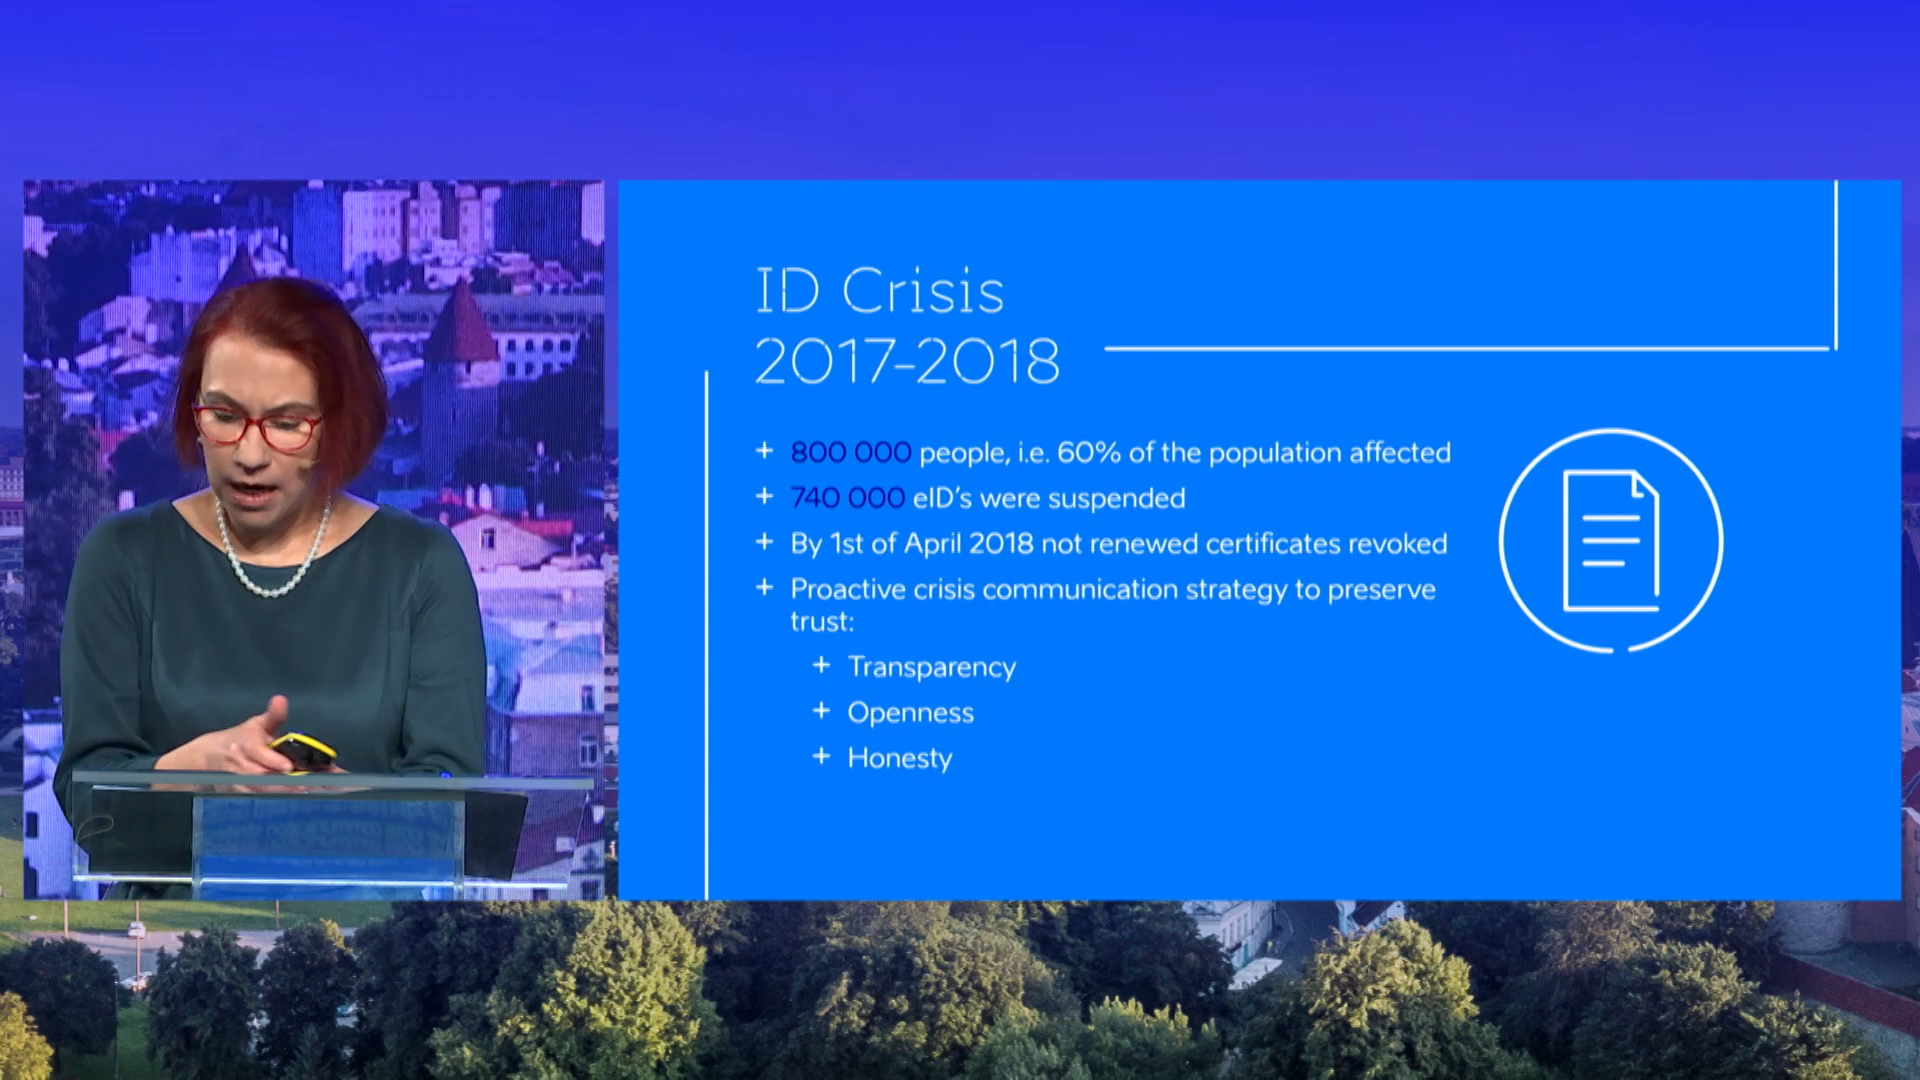 ID Crisis
2017-2018
+ 800 000 people, i.e. 60% of the population affected
+ 740 000 eID's were suspended
+ By 1st of April 2018 not renewed certificates revoked
+ Proactive crisis communication strategy to preserve
trust:
+ Transparency
+ Openness
+ Honesty